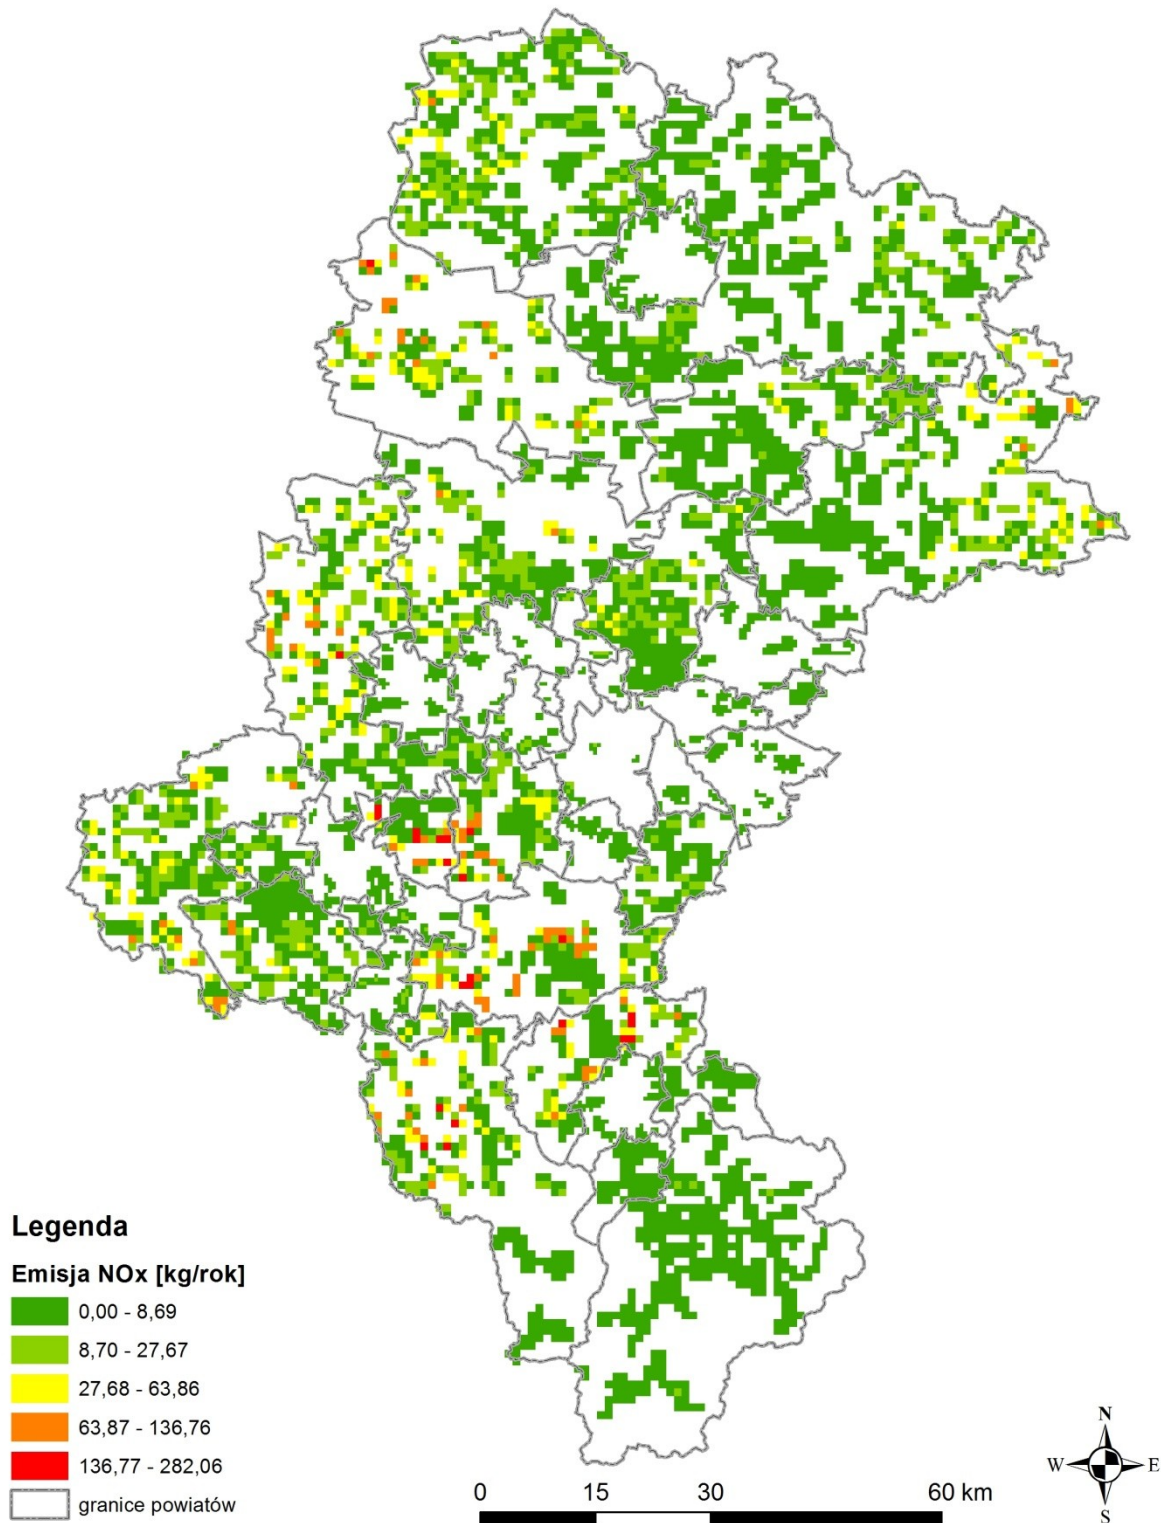 Legenda
Emisja NOx [kg/rok]
0,00 - 8,69
8,70 - 27,67
27,68 - 63,86
63,87 - 136,76
136,77 - 282,06
granice powiatów
0 15 30 60 km
N
W E
S